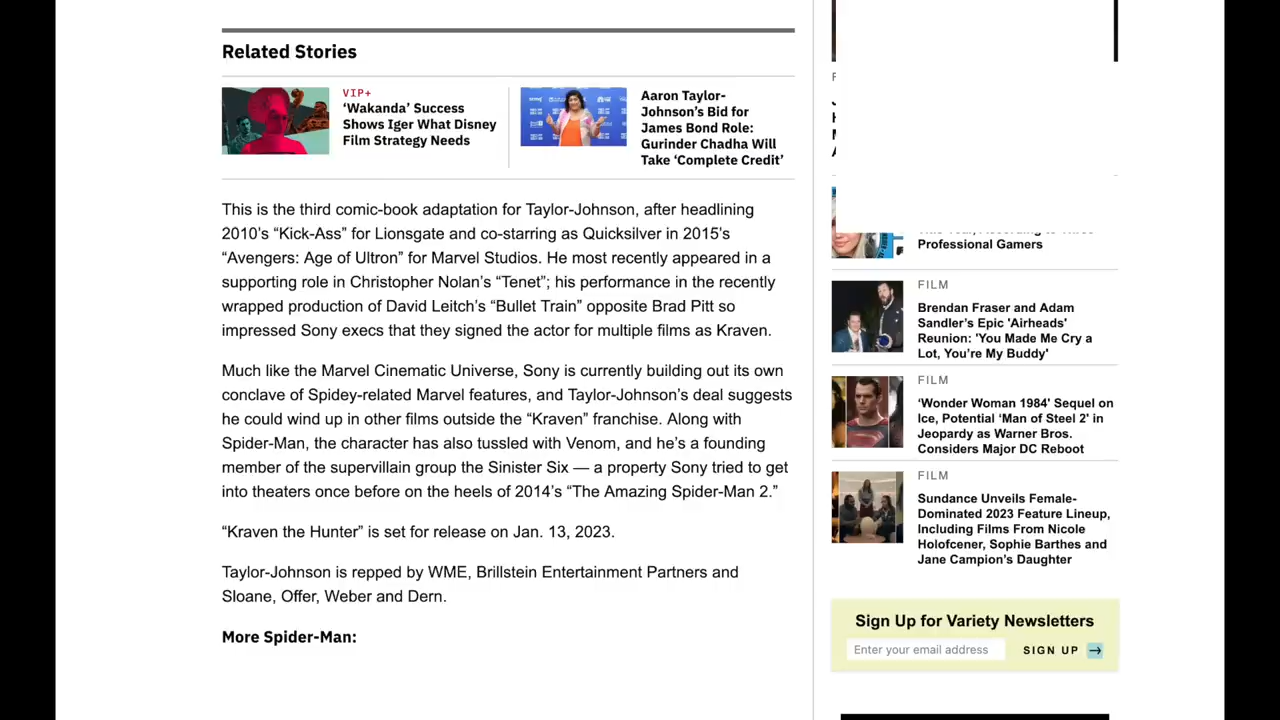 Related Stories
VIP+
‘Wakanda’ Success
Shows Iger What Disney
Film Strategy Needs
Aaron Taylor-
Johnson’s Bid for
James Bond Role:
Gurinder Chadha Will
Take ‘Complete Credit’
This is the third comic-book adaptation for Taylor-Johnson, after headlining
2010’s “Kick-Ass” for Lionsgate and co-starring as Quicksilver in 2015’s
“Avengers: Age of Ultron” for Marvel Studios. He most recently appeared in a
supporting role in Christopher Nolan’s “Tenet”; his performance in the recently
wrapped production of David Leitch’s “Bullet Train” opposite Brad Pitt so
impressed Sony execs that they signed the actor for multiple films as Kraven.
Much like the Marvel Cinematic Universe, Sony is currently building out its own
conclave of Spidey-related Marvel features, and Taylor-Johnson’s deal suggests
he could wind up in other films outside the “Kraven” franchise. Along with
Spider-Man, the character has also tussled with Venom, and he’s a founding
member of the supervillain group the Sinister Six — a property Sony tried to get
into theaters once before on the heels of 2014’s “The Amazing Spider-Man 2.”
“Kraven the Hunter” is set for release on Jan. 13, 2023.
Taylor-Johnson is repped by WME, Brillstein Entertainment Partners and
Sloane, Offer, Weber and Dern.
More Spider-Man:
Professional Gamers
FILM
Brendan Fraser and Adam
Sandler’s Epic 'Airheads'
Reunion: 'You Made Me Cry a
Lot, You’re My Buddy'
FILM
‘Wonder Woman 1984’ Sequel on
Ice, Potential ‘Man of Steel 2’ in
Jeopardy as Warner Bros.
Considers Major DC Reboot
FILM
Sundance Unveils Female-
Dominated 2023 Feature Lineup,
Including Films From Nicole
Holofcener, Sophie Barthes and
Jane Campion’s Daughter
Sign Up for Variety Newsletters
Enter your email address
SIGN UP →